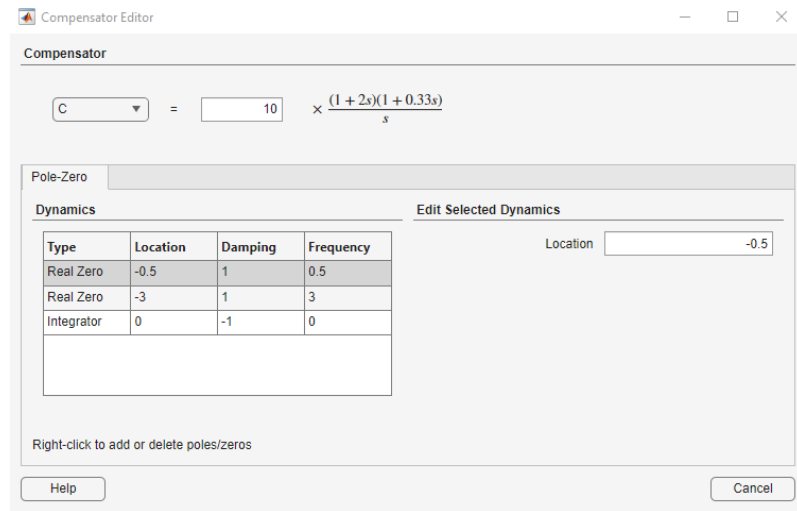 Compensator Editor
Compensator
C = 10 × (1 + 2s)(1 + 0.33s)
s
Pole-Zero
Dynamics
Type Location Damping Frequency
Real Zero -0.5 1 0.5
Real Zero -3 1 3
Integrator 0 -1 0
Right-click to add or delete poles/zeros
Edit Selected Dynamics
Location -0.5
Help Cancel